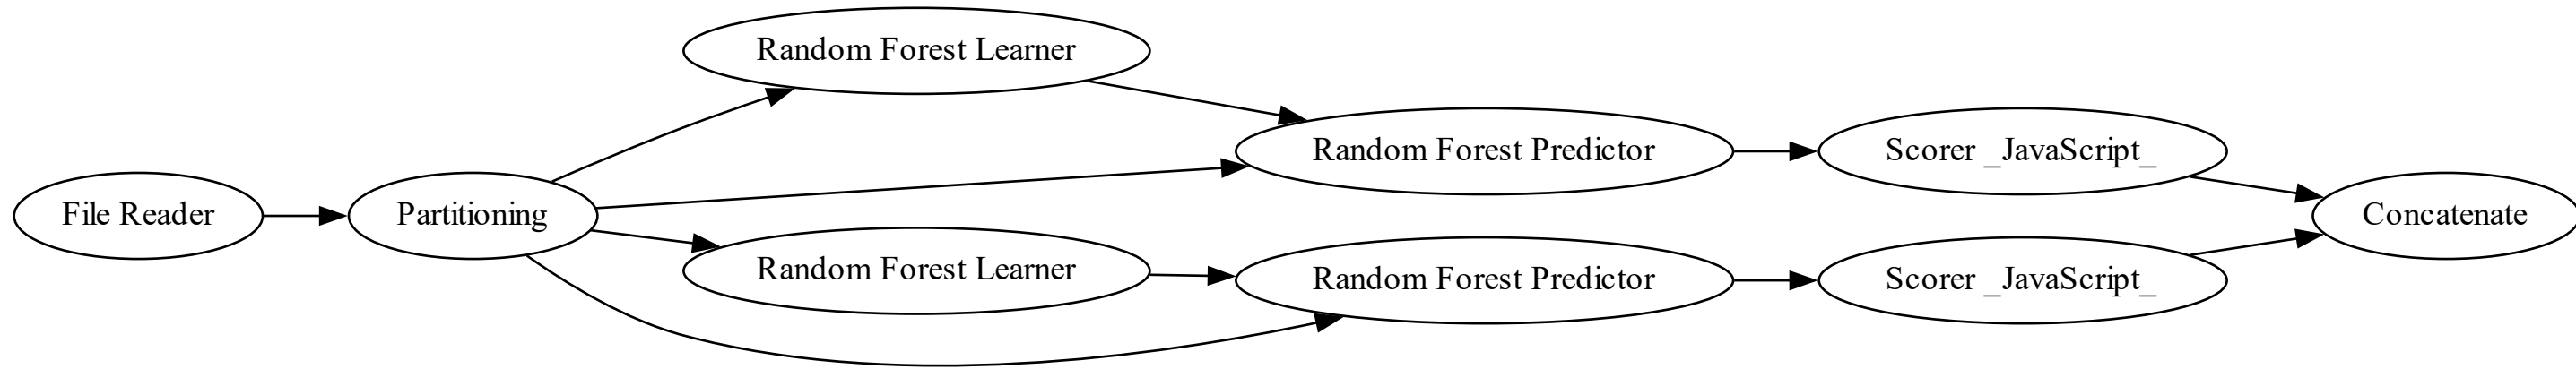 File Reader
Partitioning
Random Forest Learner
Random Forest Learner
Random Forest Predictor
Random Forest Predictor
Scorer _JavaScript_
Scorer _JavaScript_
Concatenate